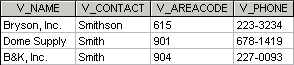 V_NAME V_CONTACT V_AREACODE V_PHONE
Bryson, Inc. Smithson 615 223-3234
Dome Supply Smith 901 678-1419
B&K, Inc. Smith 904 227-0093